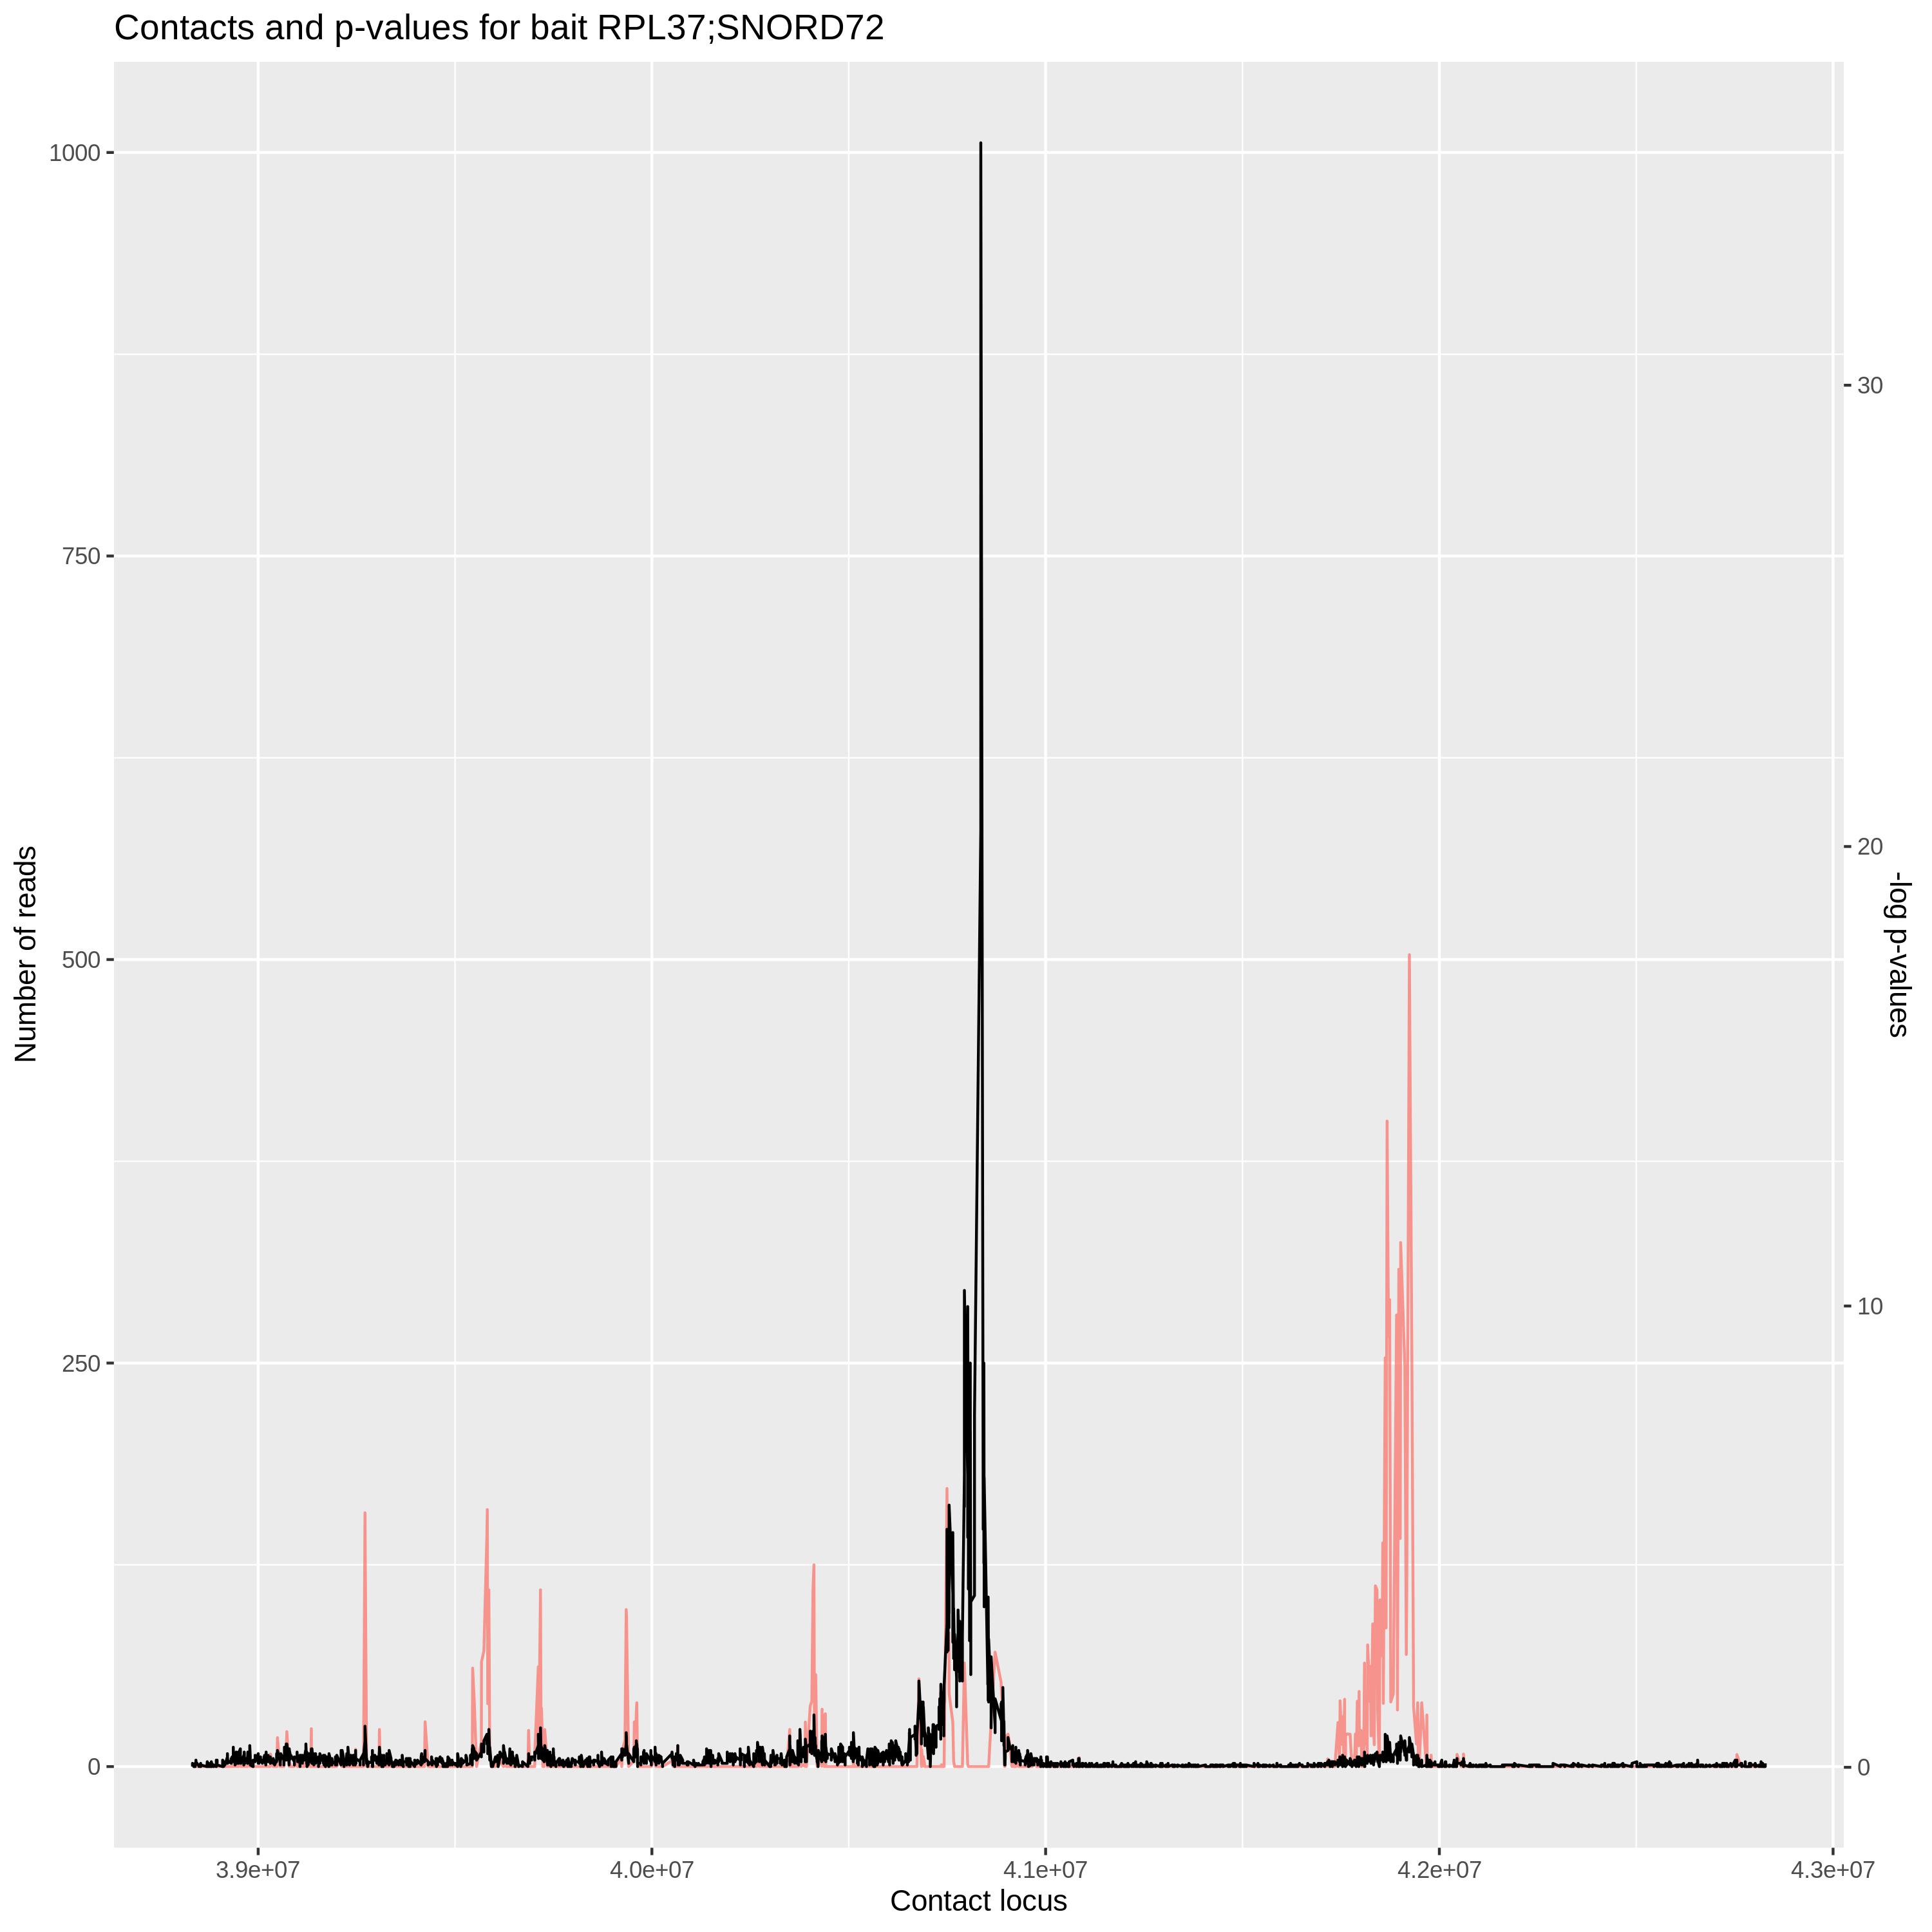 Contacts and p-values for bait RPL37;SNORD72
1000
750
500
250
0
Number of reads
30
20
10
0
-log p-values
3.9e+07
4.0e+07
4.1e+07
4.2e+07
4.3e+07
Contact locus